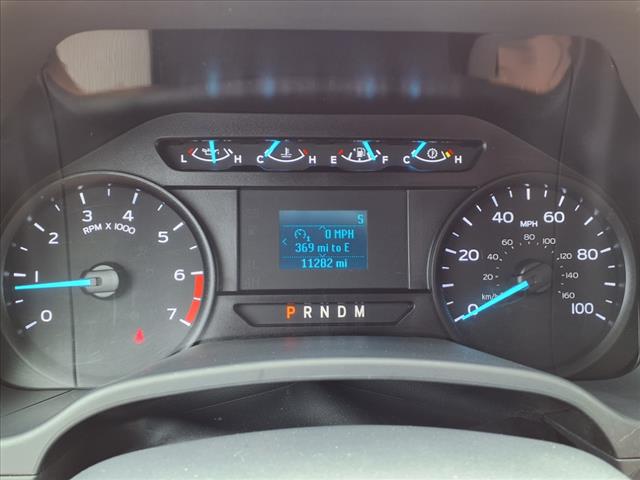 L H C H E F C H
S
0 MPH
369 mi to E
11282 mi
P R N D M
0 1 2 3 4 5 6 7
RPM X 1000
0 20 40 60 80 100
MPH
km/h
20 40 60 80 100 120 140 160